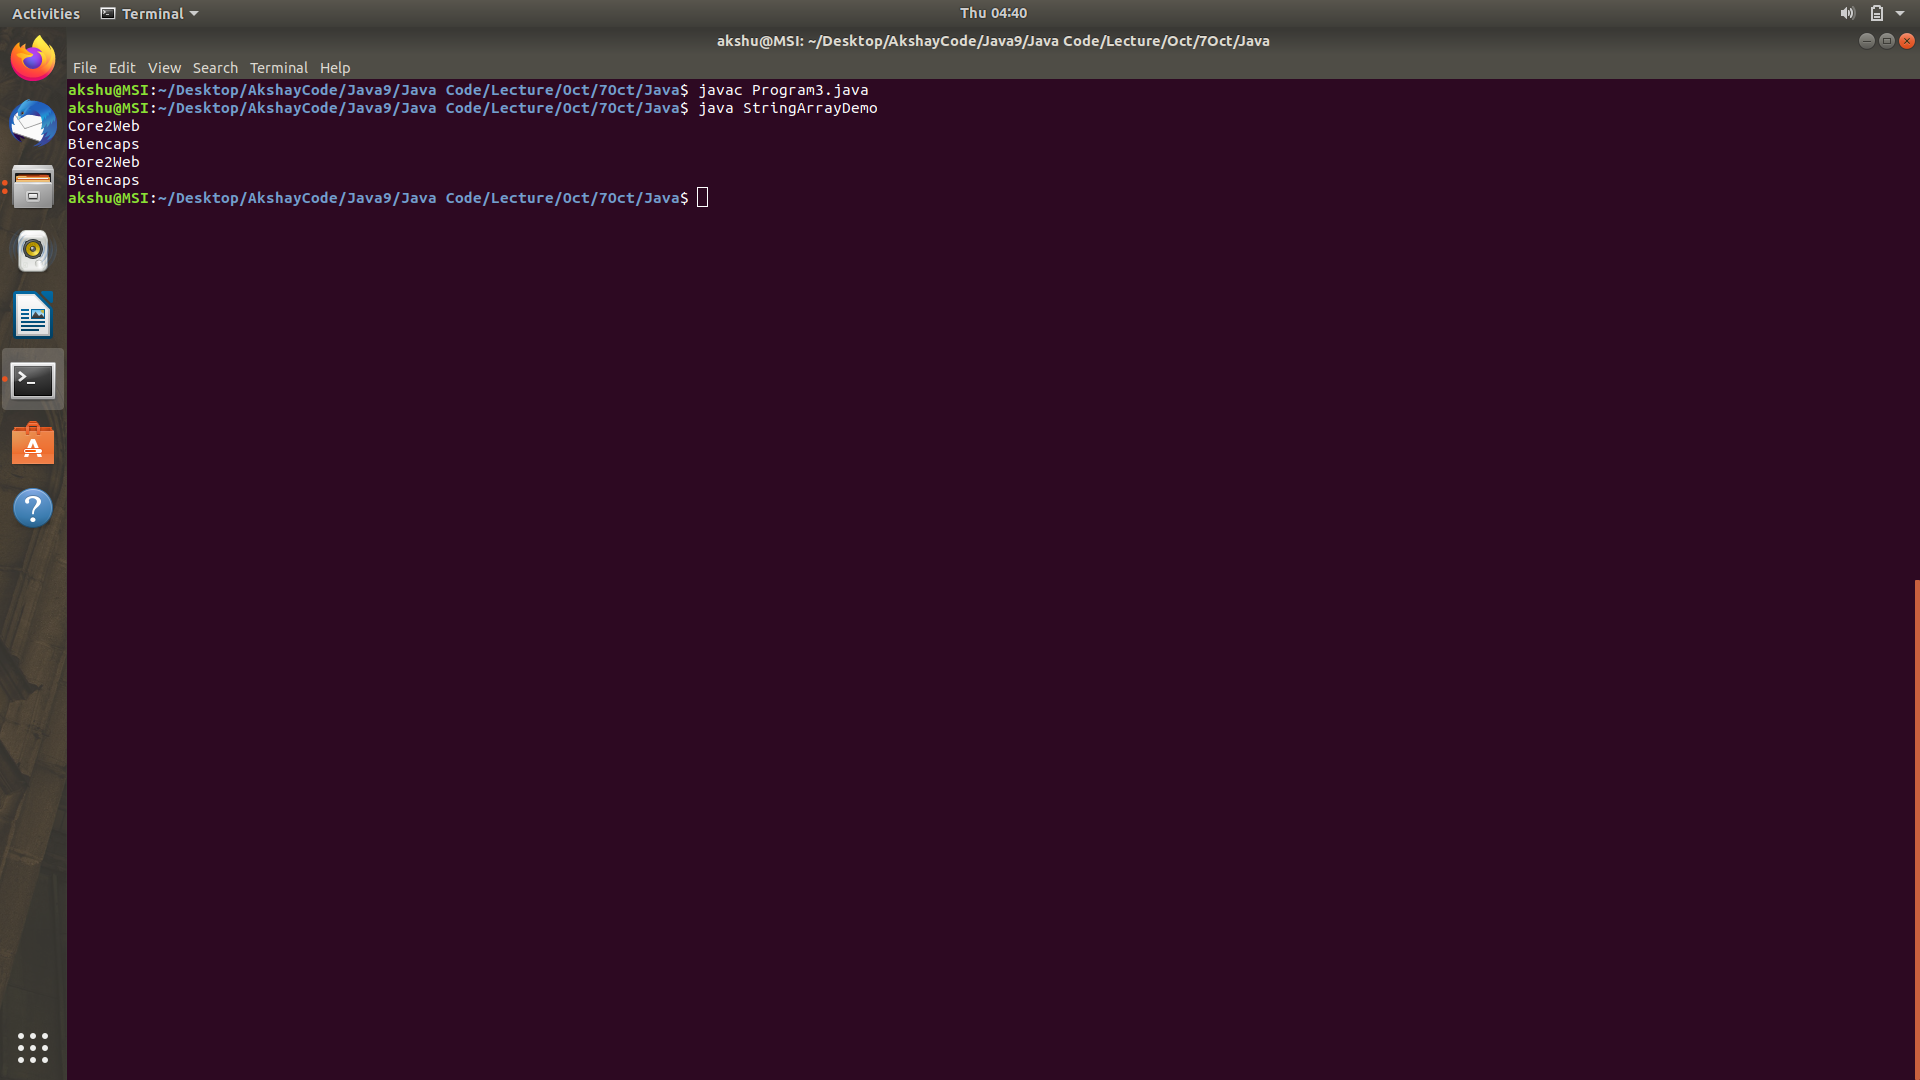 Activities Terminal Thu 04:40
akshu@MSI: ~/Desktop/AkshayCode/Java9/Java Code/Lecture/Oct/7Oct/Java
File Edit View Search Terminal Help
akshu@MSI:~/Desktop/AkshayCode/Java9/Java Code/Lecture/Oct/7Oct/Java$ javac Program3.java
akshu@MSI:~/Desktop/AkshayCode/Java9/Java Code/Lecture/Oct/7Oct/Java$ java StringArrayDemo
Core2Web
Biencaps
Core2Web
Biencaps
akshu@MSI:~/Desktop/AkshayCode/Java9/Java Code/Lecture/Oct/7Oct/Java$